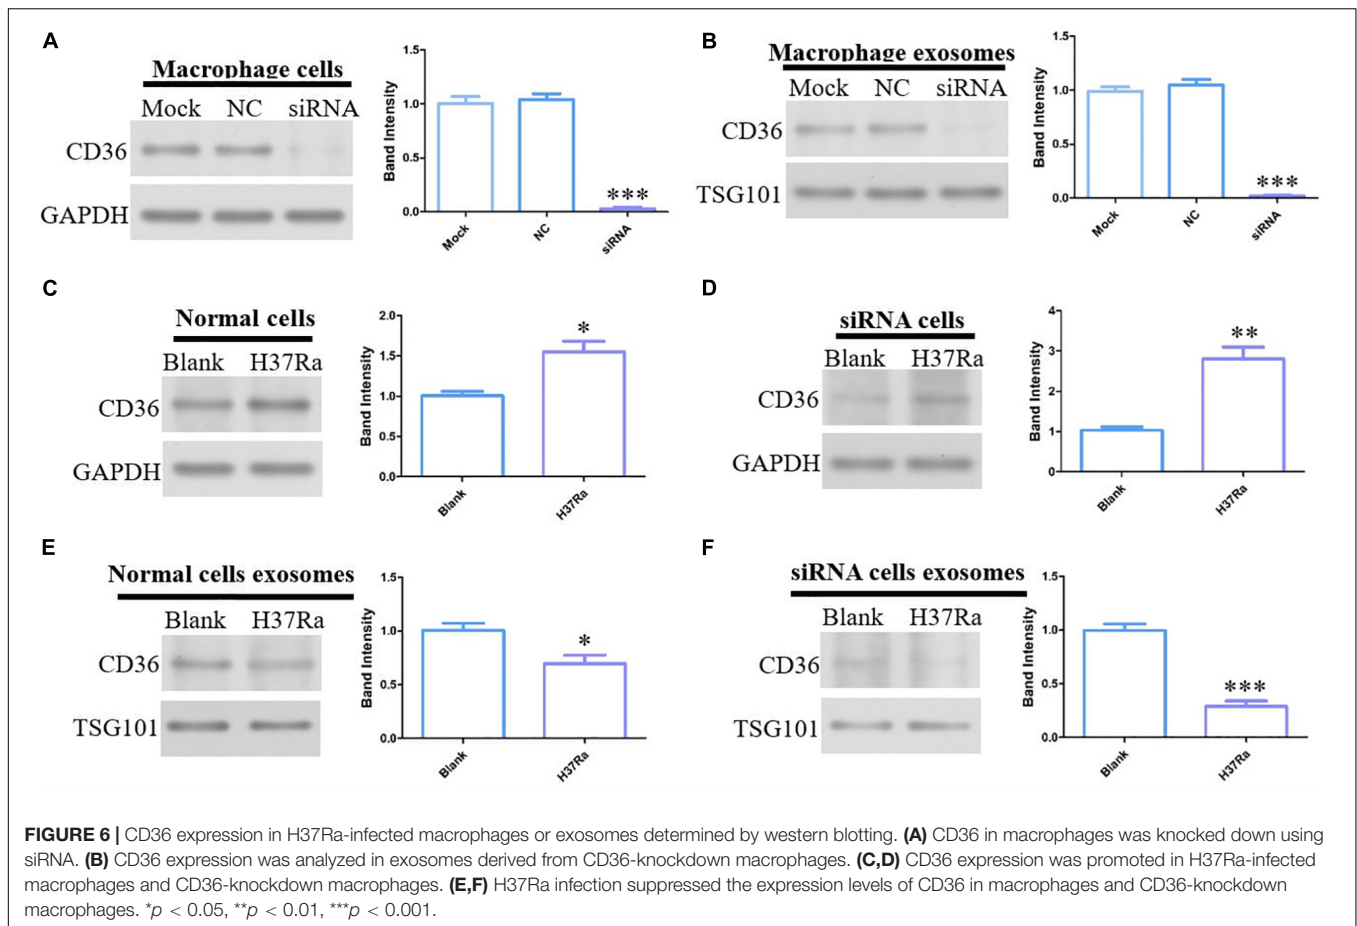 A
Macrophage cells
Mock NC siRNA
CD36
GAPDH
Band Intensity
1.5
1.0
0.5
0.0
Mock NC siRNA
***
B
Macrophage exosomes
Mock NC siRNA
CD36
TSG101
Band Intensity
1.5
1.0
0.5
0.0
Mock NC siRNA
***
C
Normal cells
Blank H37Ra
CD36
GAPDH
Band Intensity
2.0
1.5
1.0
0.5
0.0
Blank H37Ra
*
D
siRNA cells
Blank H37Ra
CD36
GAPDH
Band Intensity
4
3
2
1
0
Blank H37Ra
**
E
Normal cells exosomes
Blank H37Ra
CD36
TSG101
Band Intensity
1.5
1.0
0.5
0.0
Blank H37Ra
*
F
siRNA cells exosomes
Blank H37Ra
CD36
TSG101
Band Intensity
1.5
1.0
0.5
0.0
Blank H37Ra
***
FIGURE 6 | CD36 expression in H37Ra-infected macrophages or exosomes determined by western blotting. (A) CD36 in macrophages was knocked down using
siRNA. (B) CD36 expression was analyzed in exosomes derived from CD36-knockdown macrophages. (C,D) CD36 expression was promoted in H37Ra-infected
macrophages and CD36-knockdown macrophages. (E,F) H37Ra infection suppressed the expression levels of CD36 in macrophages and CD36-knockdown
macrophages. *p < 0.05, **p < 0.01, ***p < 0.001.